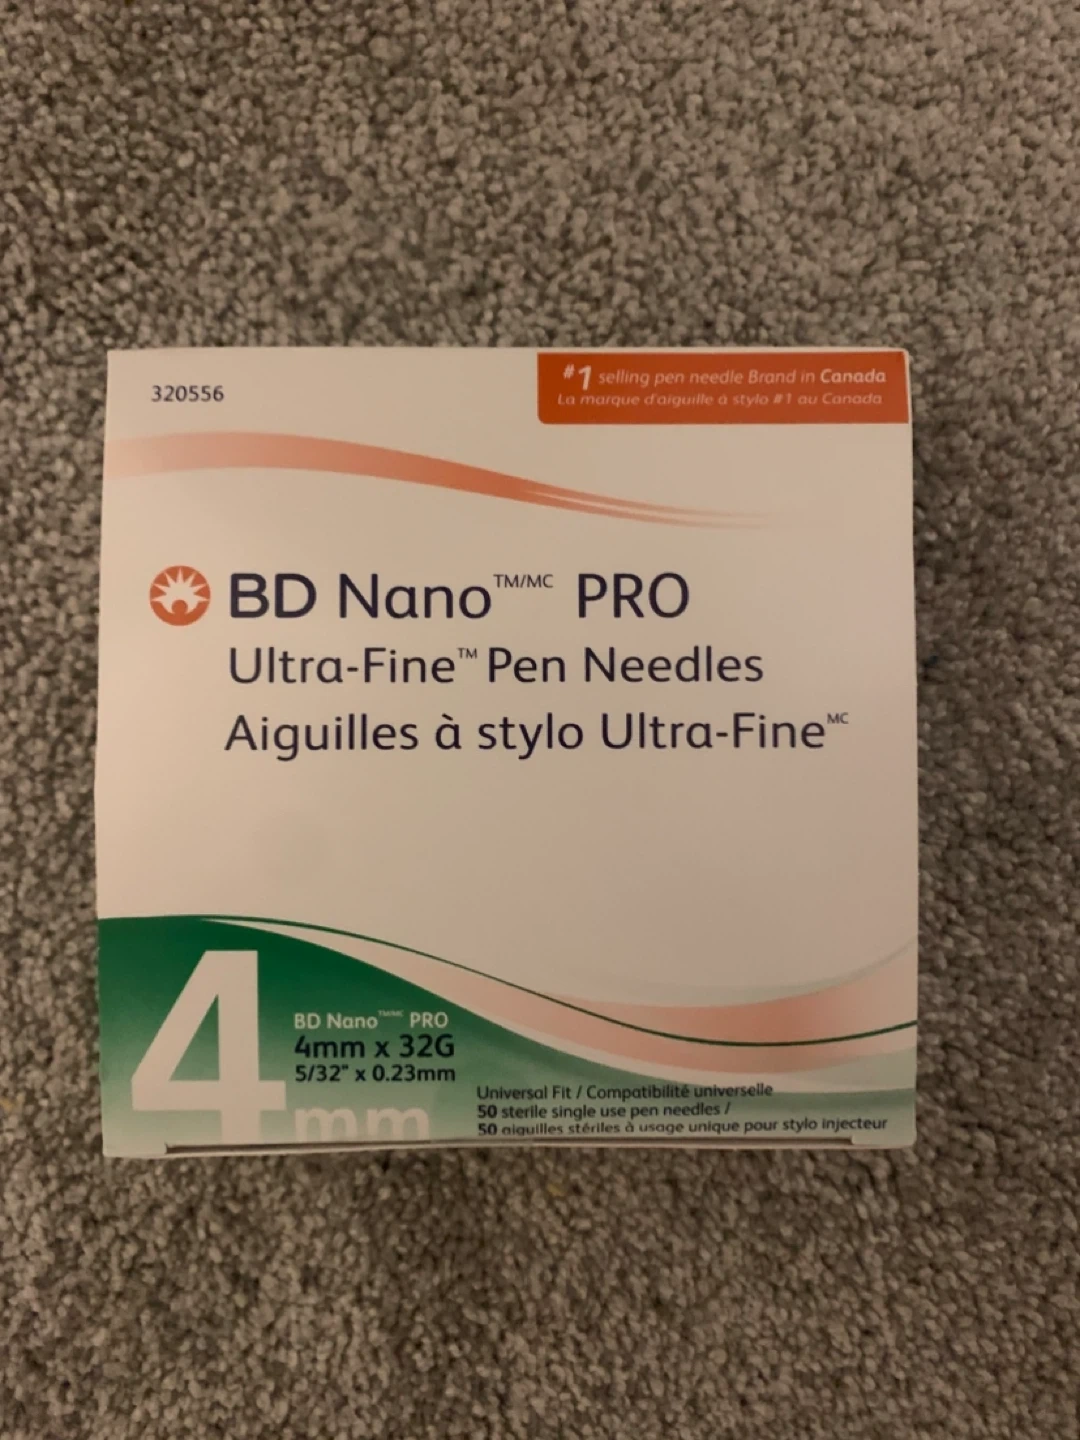 320556
#1 selling pen needle Brand in Canada
La marque d'aiguille à stylo #1 au Canada
BD Nano™/MC PRO
Ultra-Fine™ Pen Needles
Aiguilles à stylo Ultra-Fine MC
4mm
BD Nano™/MC PRO
4mm x 32G
5/32" x 0.23mm
Universal Fit / Compatibilité universelle
50 sterile single use pen needles /
50 aiguilles stériles à usage unique pour stylo injecteur